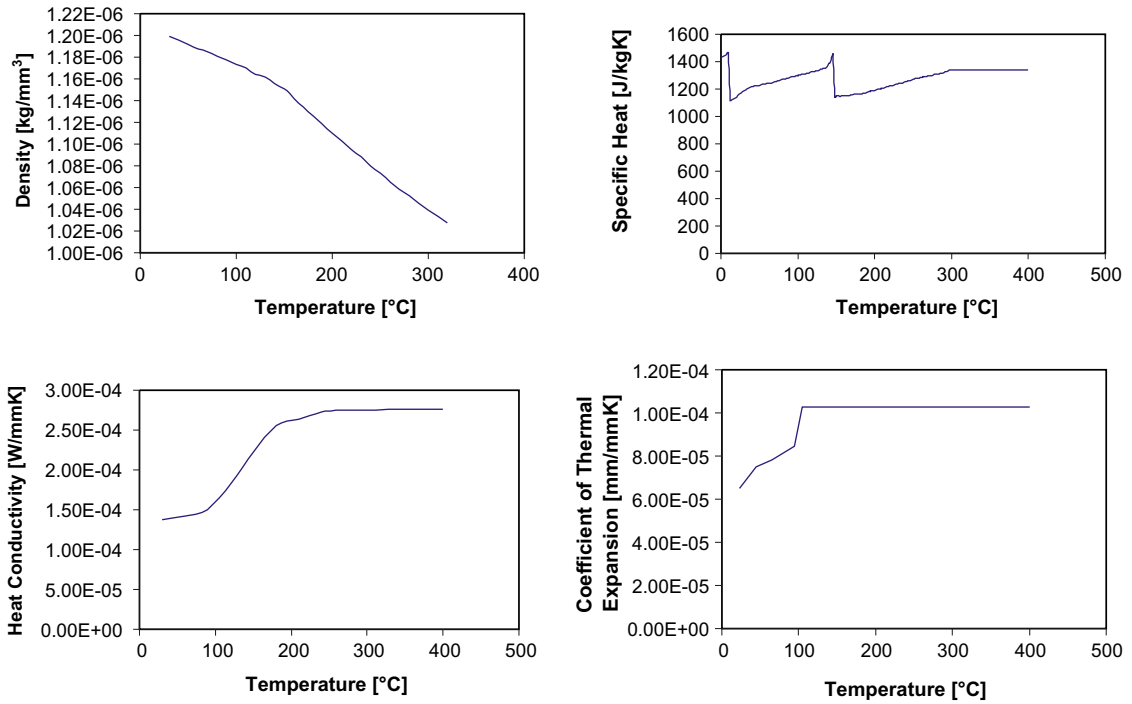 1.22E-06
1.20E-06
1.18E-06
1.16E-06
1.14E-06
1.12E-06
1.10E-06
1.08E-06
1.06E-06
1.04E-06
1.02E-06
1.00E-06
Density [kg/mm³]
0 100 200 300 400
Temperature [°C]
1600
1400
1200
1000
800
600
400
200
0
Specific Heat [J/kgK]
0 100 200 300 400 500
Temperature [°C]
3.00E-04
2.50E-04
2.00E-04
1.50E-04
1.00E-04
5.00E-05
0.00E+00
Heat Conductivity [W/mmK]
0 100 200 300 400 500
Temperature [°C]
1.20E-04
1.00E-04
8.00E-05
6.00E-05
4.00E-05
2.00E-05
0.00E+00
Coefficient of Thermal
Expansion [mm/mmK]
0 100 200 300 400 500
Temperature [°C]